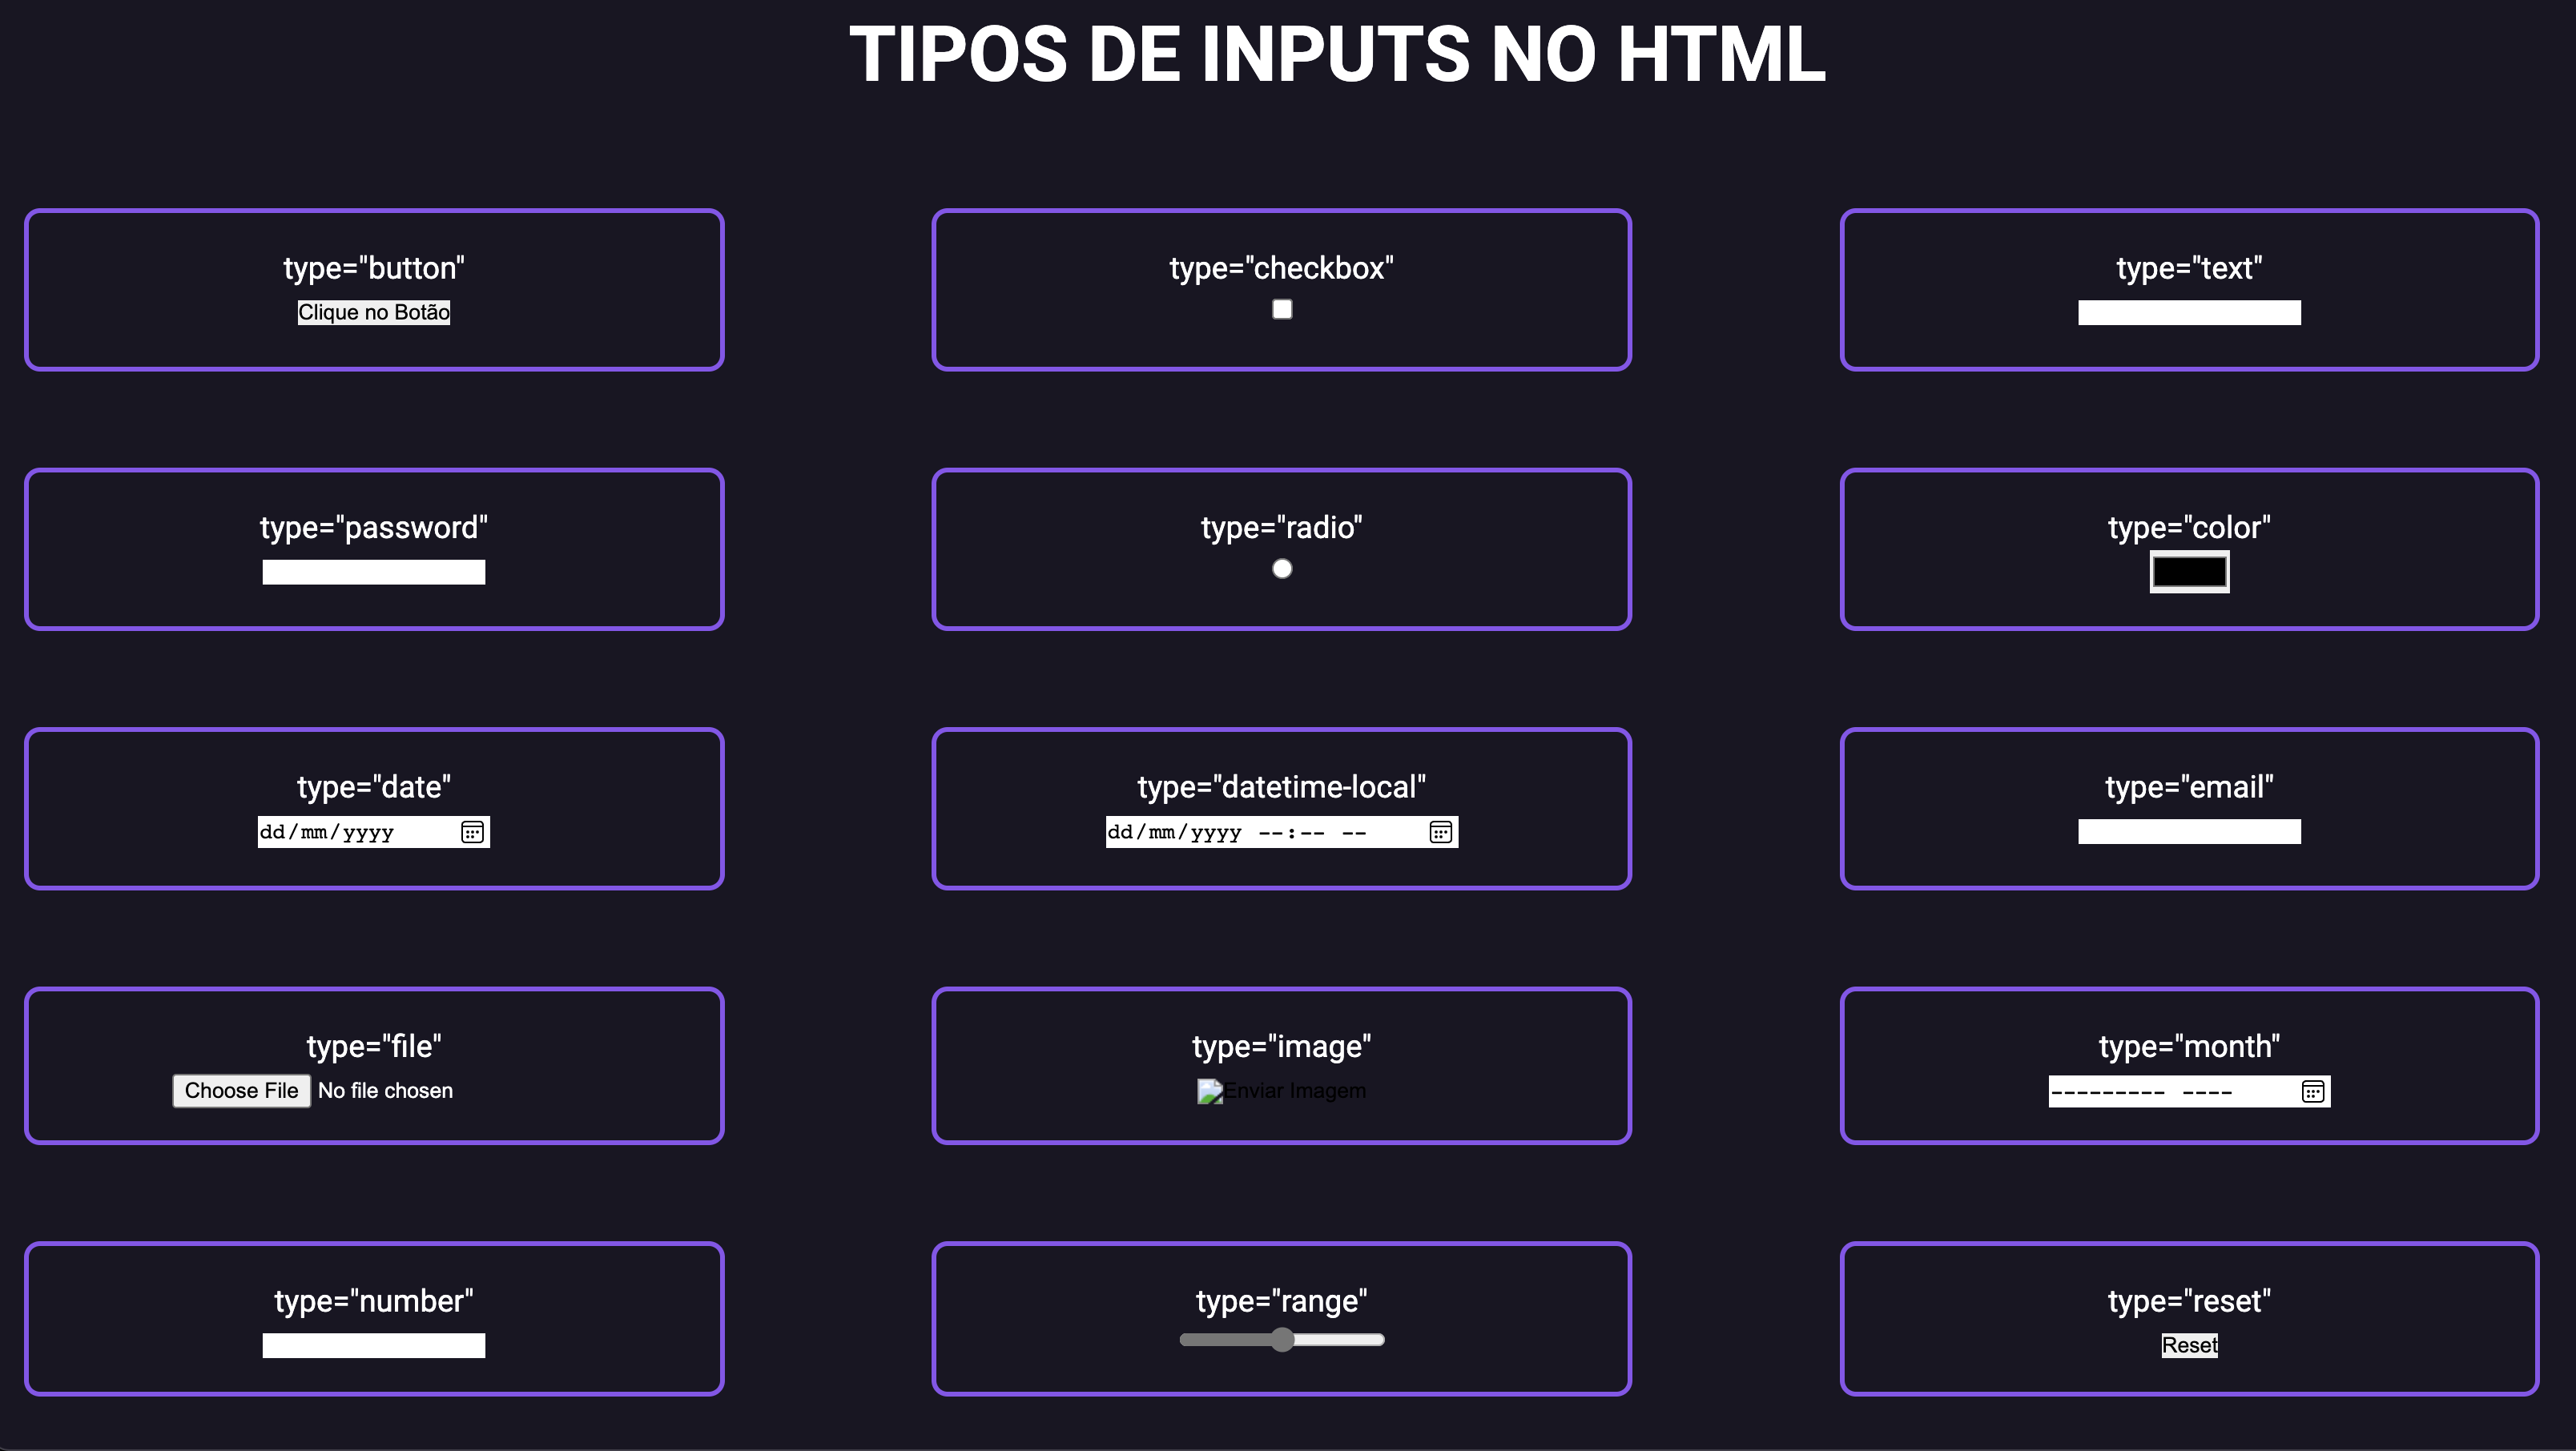 TIPOS DE INPUTS NO HTML
type="button"
Clique no Botão
type="checkbox"
type="text"
type="password"
type="radio"
type="color"
type="date"
dd/mm/yyyy
type="datetime-local"
dd/mm/yyyy --:-- --
type="email"
type="file"
Choose File No file chosen
type="image"
Enviar Imagem
type="month"
--------- ----
type="number"
type="range"
type="reset"
Reset